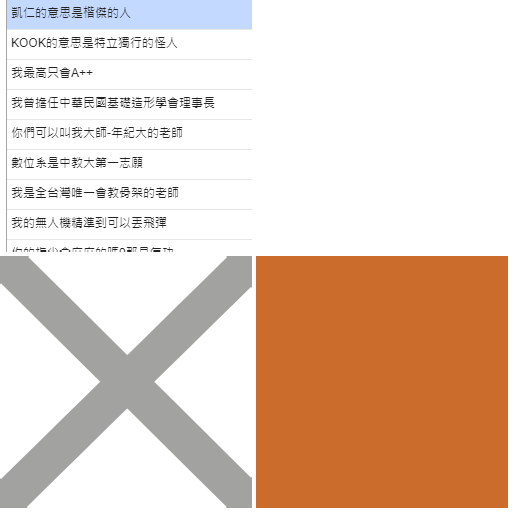 凱仁的意思是楷傑的人
KOOK的意思是特立獨行的怪人
我最高只會A++
我曾擔任中華民國基礎造形學會理事長
你們可以叫我大師-年紀大的老師
數位系是中教大第一志願
我是全台灣唯一會教骨架的老師
我的無人機精準到可以丟飛彈